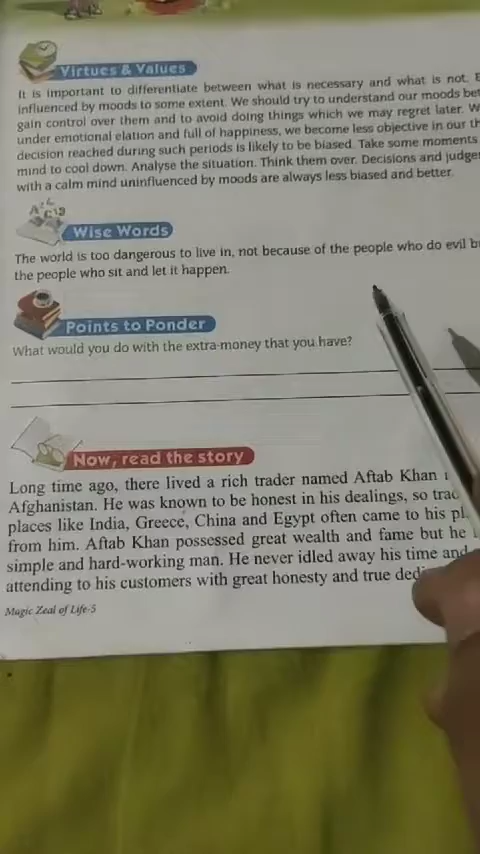 Virtues & Values
It is important to differentiate between what is necessary and what is not. E
influenced by moods to some extent. We should try to understand our moods bet
gain control over them and to avoid doing things which we may regret later. W
under emotional elation and full of happiness, we become less objective in our th
decision reached during such periods is likely to be biased. Take some moments
mind to cool down. Analyse the situation. Think them over. Decisions and judge
with a calm mind uninfluenced by moods are always less biased and better.
Wise Words
The world is too dangerous to live in, not because of the people who do evil b
the people who sit and let it happen.
Points to Ponder
What would you do with the extra-money that you have?
Now, read the story
Long time ago, there lived a rich trader named Aftab Khan
Afghanistan. He was known to be honest in his dealings, so trac
places like India, Greece, China and Egypt often came to his pl
from him. Aftab Khan possessed great wealth and fame but he
simple and hard-working man. He never idled away his time and
attending to his customers with great honesty and true ded
Magic Zeal of Life-5